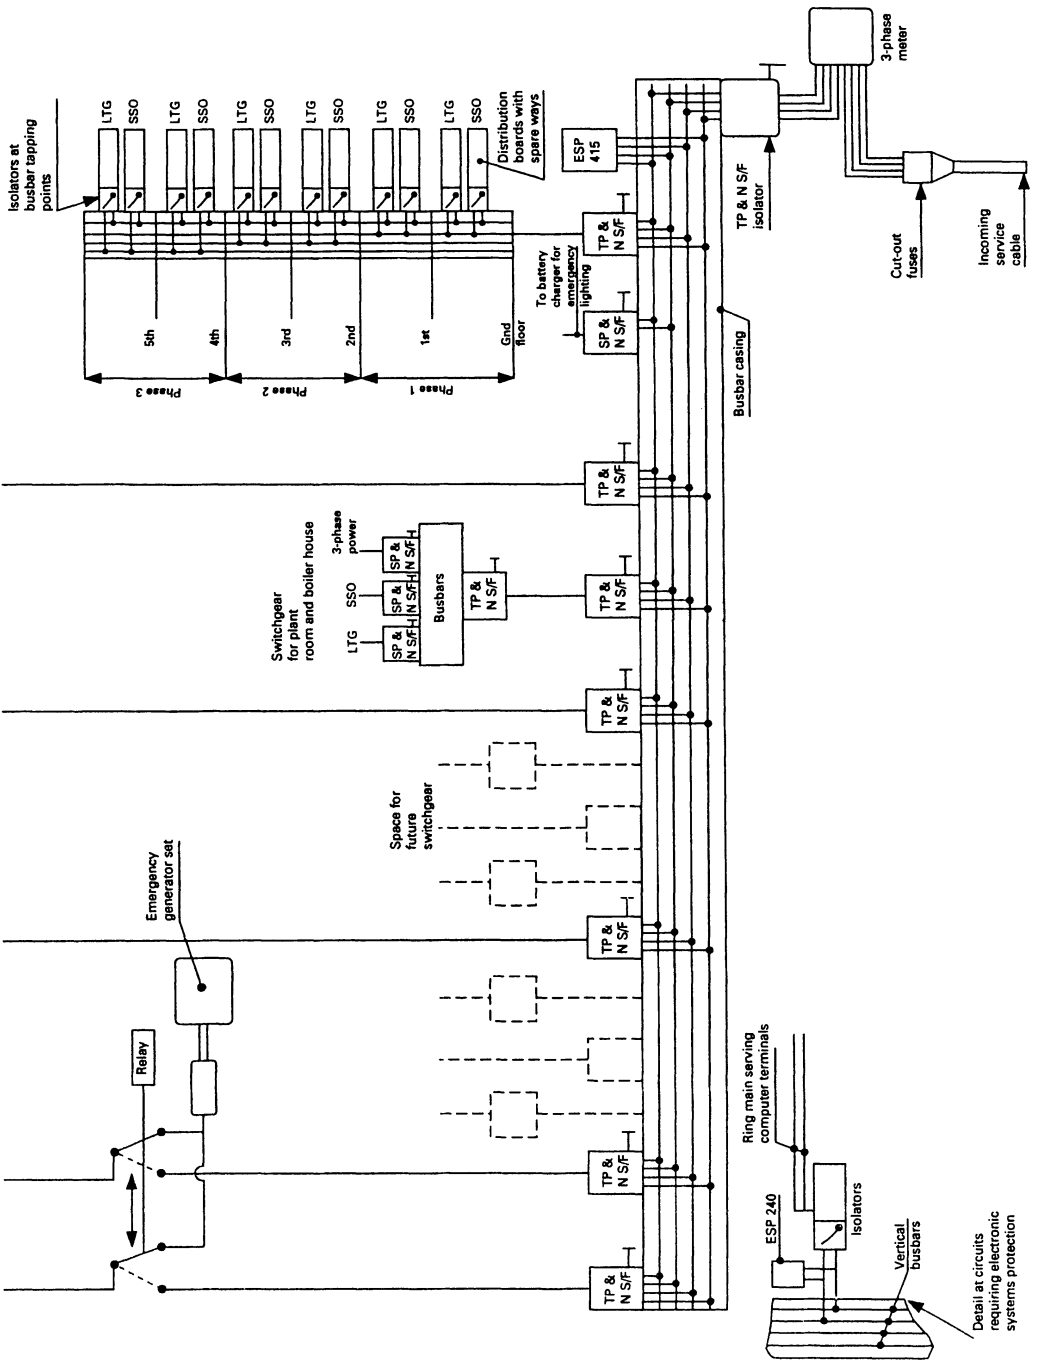 Isolators at
busbar tapping
points
LTG
SSO
LTG
SSO
LTG
SSO
LTG
SSO
LTG
SSO
LTG
SSO
Distribution
boards with
spare ways
5th
4th
3rd
2nd
1st
Gnd
floor
Phase 3
Phase 2
Phase 1
3-phase
meter
ESP
415
TP & N S/F
isolator
Cut-out
fuses
Incoming
service
cable
TP &
N S/F
To battery
charger for
emergency
lighting
SP &
N S/F
Busbar casing
TP &
N S/F
Switchgear
for plant
room and boiler house
LTG
SSO
3-phase
power
SP &
N S/F
SP &
N S/F
SP &
N S/F
Busbars
TP &
N S/F
TP &
N S/F
TP &
N S/F
Space for
future
switchgear
Emergency
generator set
Relay
TP &
N S/F
TP &
N S/F
TP &
N S/F
Ring main serving
computer terminals
ESP 240
Isolators
Vertical
busbars
Detail at circuits
requiring electronic
systems protection